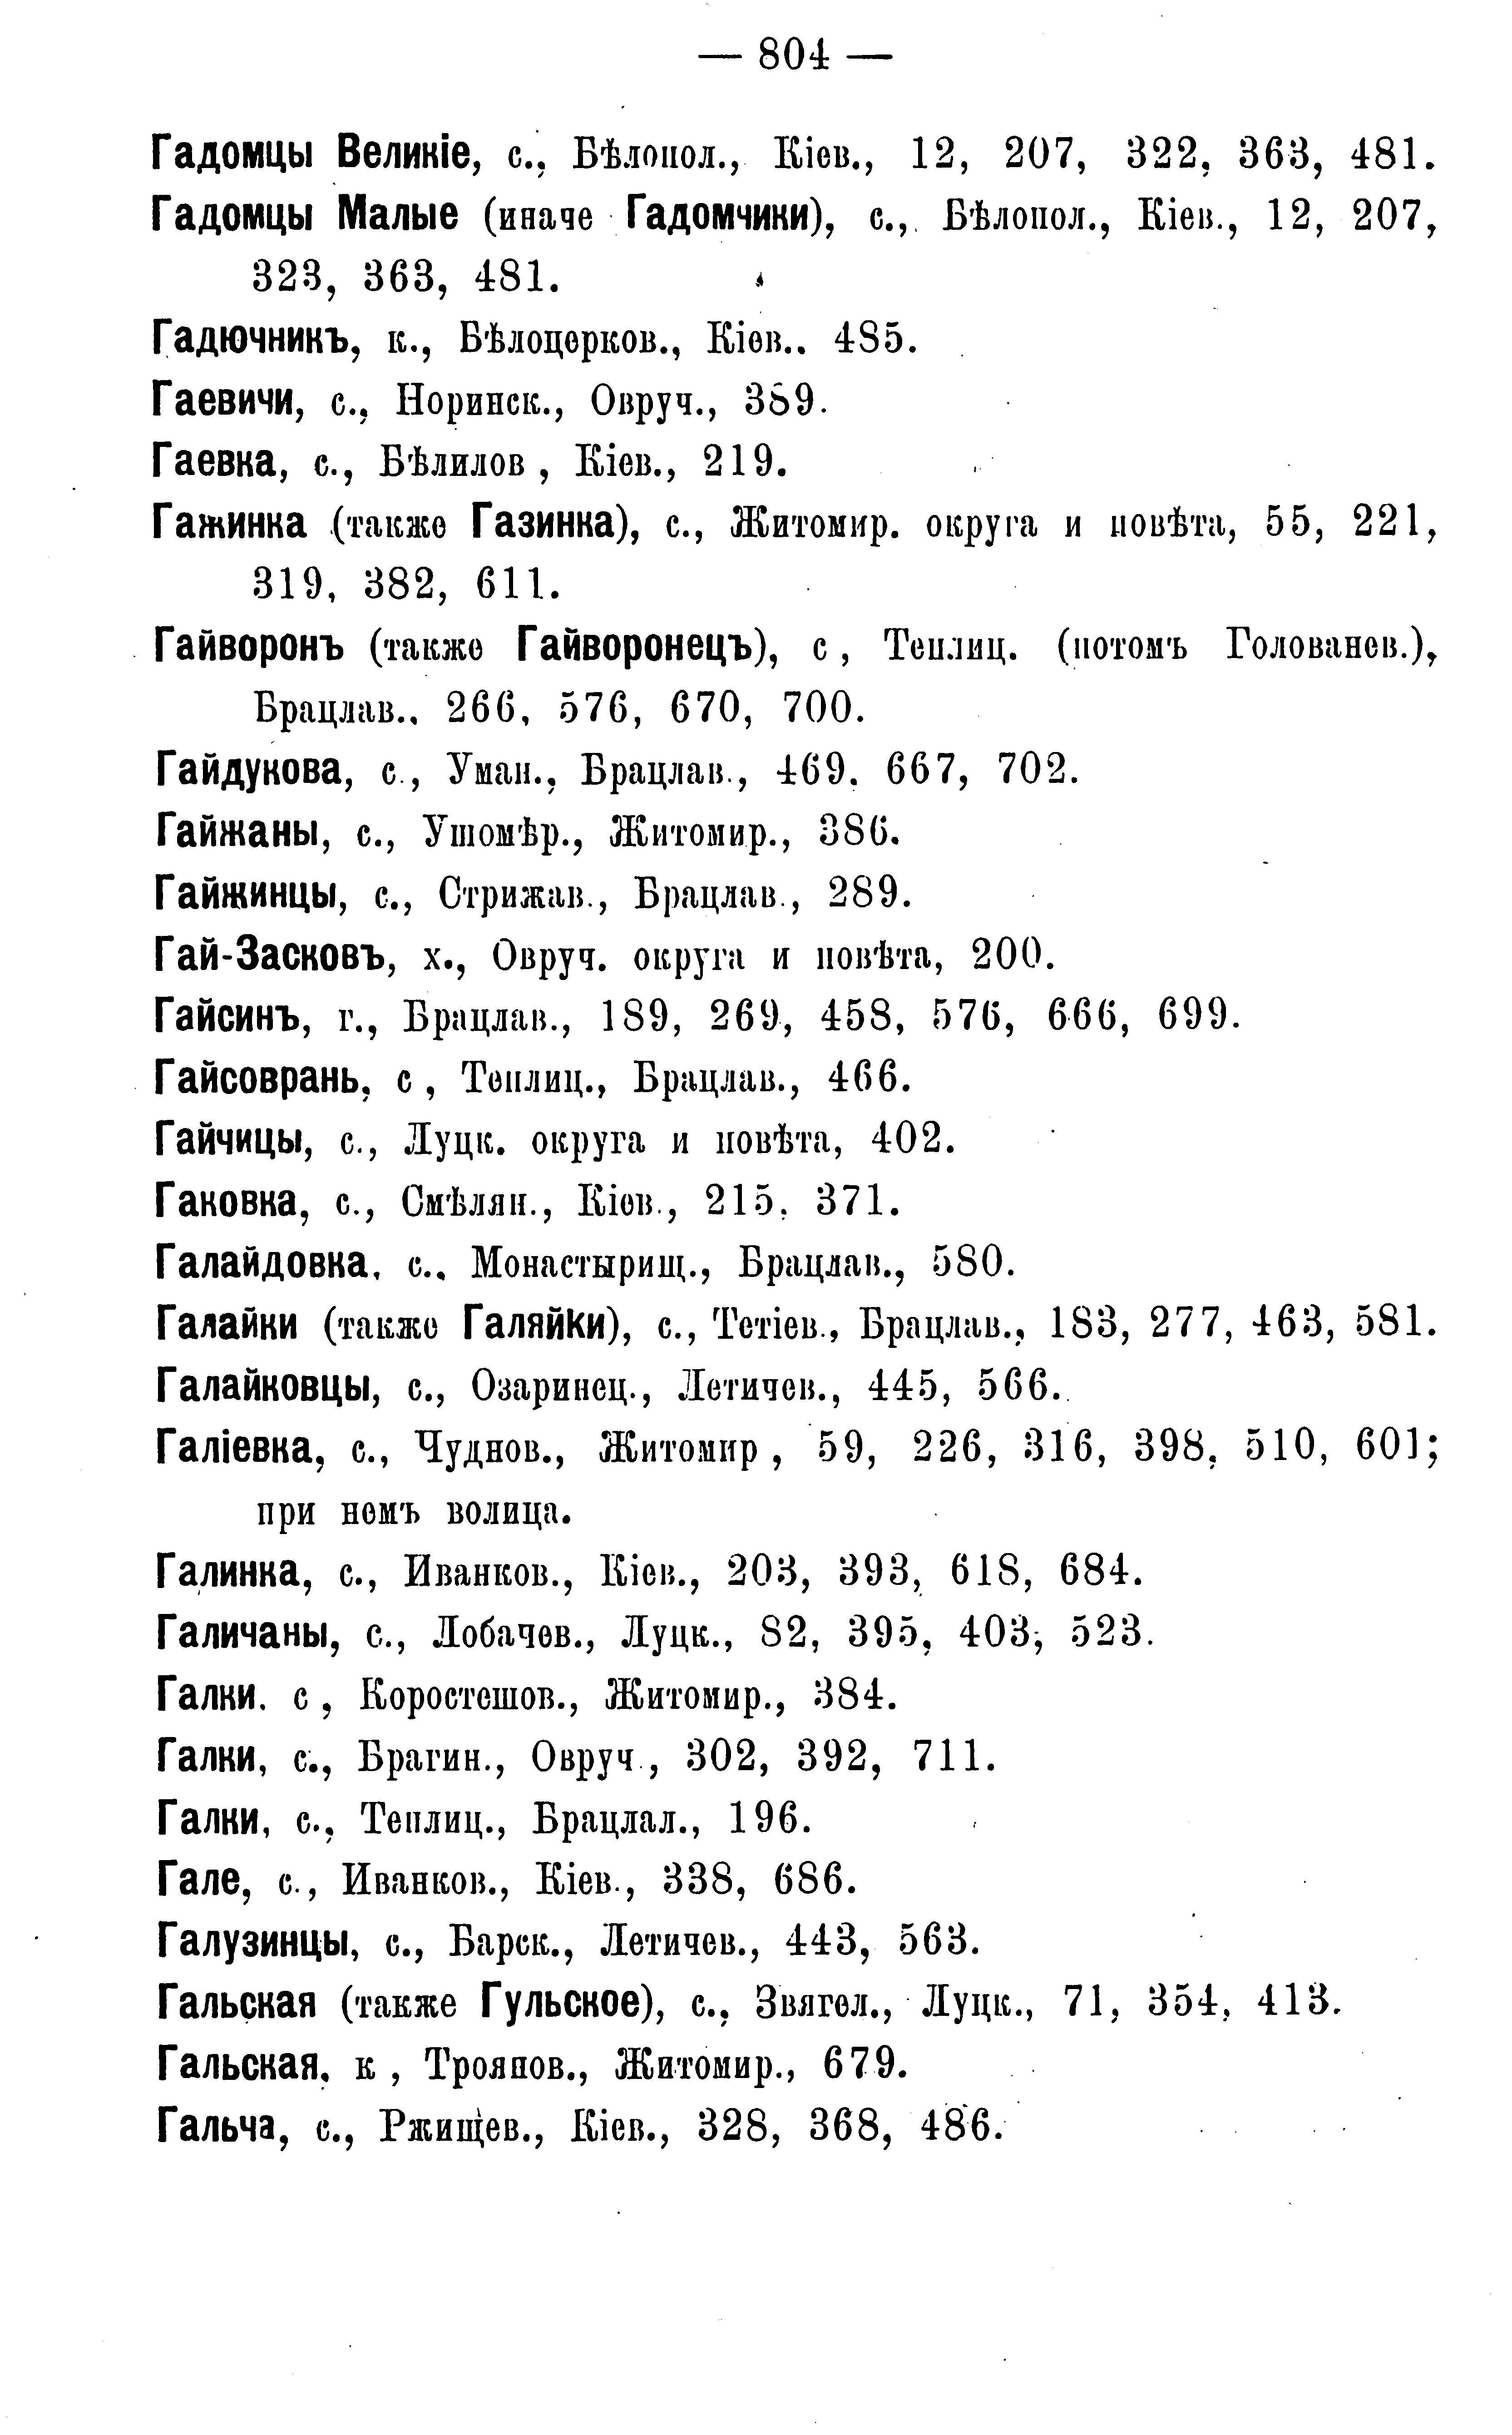 — 804 —
Гадомцы Великіе, с., Бѣлопол., Кіев., 12, 207, 322, 363, 481.
Гадомцы Малые (иначе Гадомчики), с., Бѣлопол., Кіев., 12, 207,
323, 363, 481.
Гадючникъ, к., Бѣлоцерков., Кіев.. 485.
Гаевичи, с., Норинск., Овруч., 389.
Гаевка, с., Бѣлилов , Кіев., 219.
Гажинка (также Газинка), с., Житомир. округа и повѣта, 55, 221,
319, 382, 611.
Гайворонъ (также Гайворонецъ), с , Теплиц. (потомъ Голованев.),
Брацлав., 266, 576, 670, 700.
Гайдукова, с., Уман., Брацлав., 469. 667, 702.
Гайжаны, с., Ушомѣр., Житомир., 386.
Гайжинцы, с., Стрижав., Брацлав., 289.
Гай-Засковъ, х., Овруч. округа и повѣта, 200.
Гайсинъ, г., Брацлав., 189, 269, 458, 576, 666, 699.
Гайсоврань, с , Теплиц., Брацлав., 466.
Гайчицы, с., Луцк. округа и повѣта, 402.
Гаковка, с., Смѣлян., Кіев., 215, 371.
Галайдовка, с., Монастырищ., Брацлав., 580.
Галайки (также Галяйки), с., Тетіев., Брацлав., 183, 277, 463, 581.
Галайковцы, с., Озаринец., Летичев., 445, 566.
Галіевка, с., Чуднов., Житомир , 59, 226, 316, 398, 510, 601;
при немъ волица.
Галинка, с., Иванков., Кіев., 203, 393, 618, 684.
Галичаны, с., Лобачев., Луцк., 82, 395, 403, 523.
Галки. с , Коростешов., Житомир., 384.
Галки, с., Брагин., Овруч., 302, 392, 711.
Галки, с., Теплиц., Брацлал., 196.
Гале, с., Иванков., Кіев., 338, 686.
Галузинцы, с., Барск., Летичев., 443, 563.
Гальская (также Гульское), с., Звягел., Луцк., 71, 354, 413.
Гальская, к , Троянов., Житомир., 679.
Гальча, с., Ржищев., Кіев., 328, 368, 486.